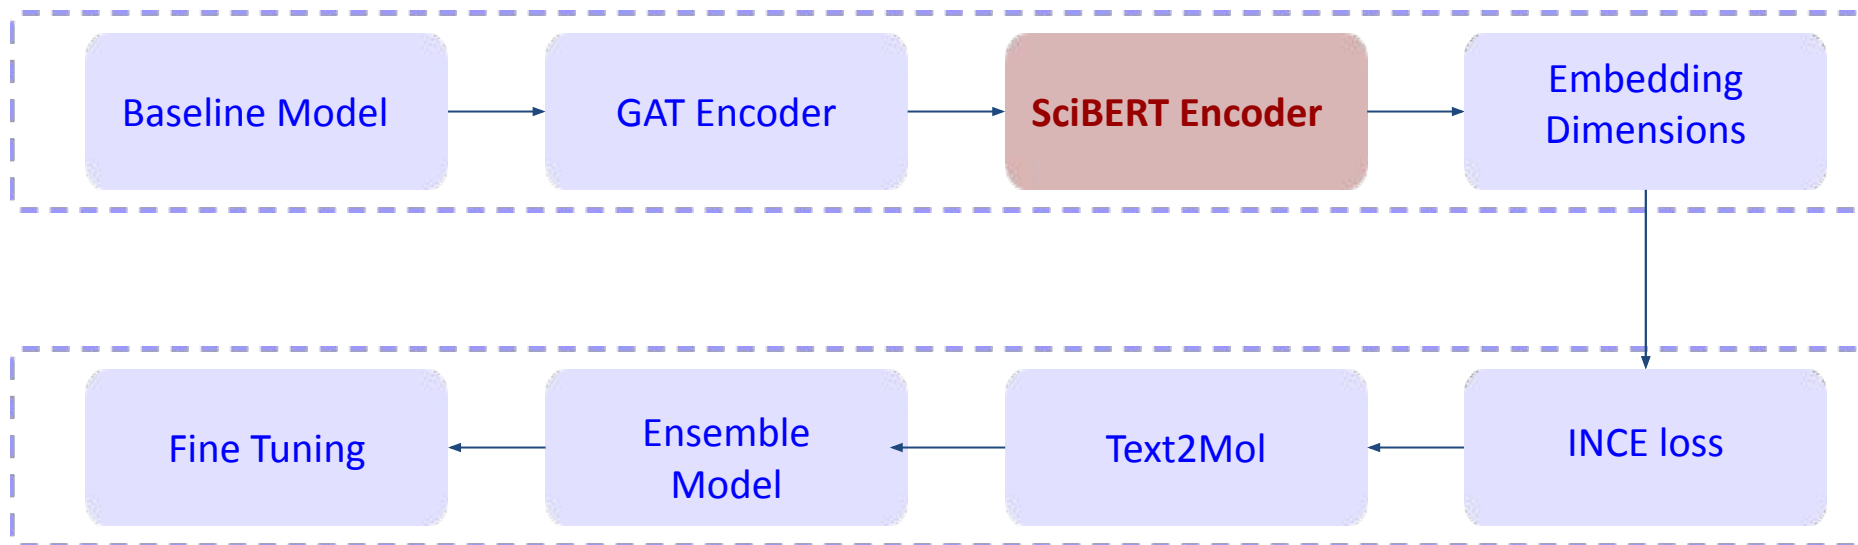 Baseline Model
GAT Encoder
SciBERT Encoder
Embedding
Dimensions
Fine Tuning
Ensemble
Model
Text2Mol
INCE loss